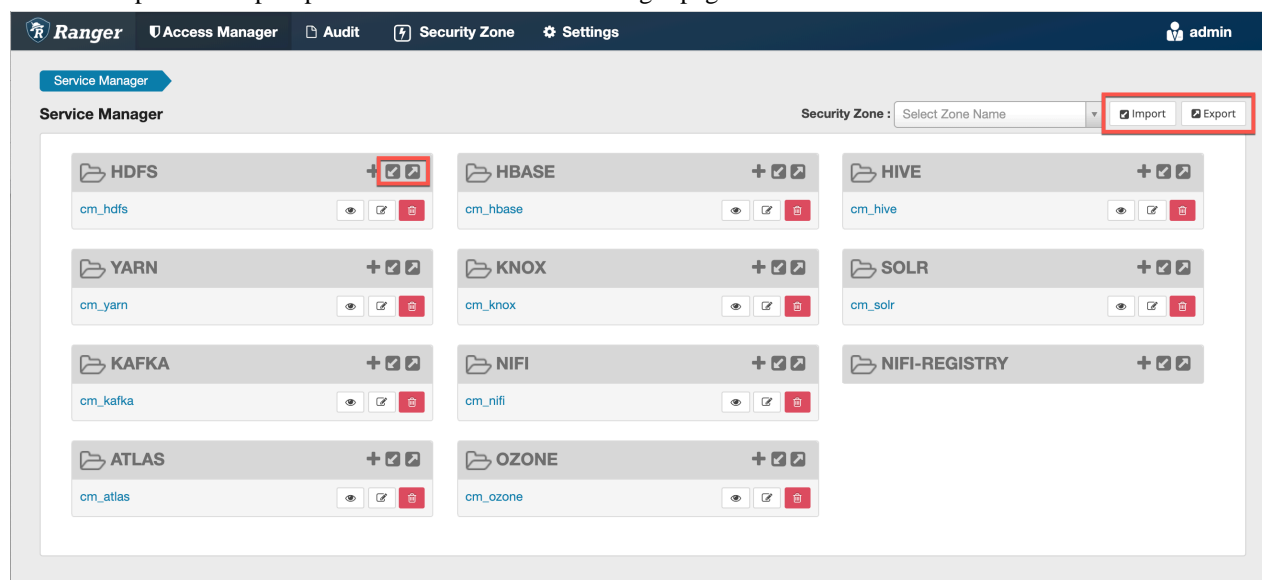 Ranger Access Manager Audit Security Zone Settings admin
Service Manager
Service Manager Security Zone : Select Zone Name Import Export
HDFS HBASE HIVE
cm_hdfs cm_hbase cm_hive
YARN KNOX SOLR
cm_yarn cm_knox cm_solr
KAFKA NIFI NIFI-REGISTRY
cm_kafka cm_nifi
ATLAS OZONE
cm_atlas cm_ozone